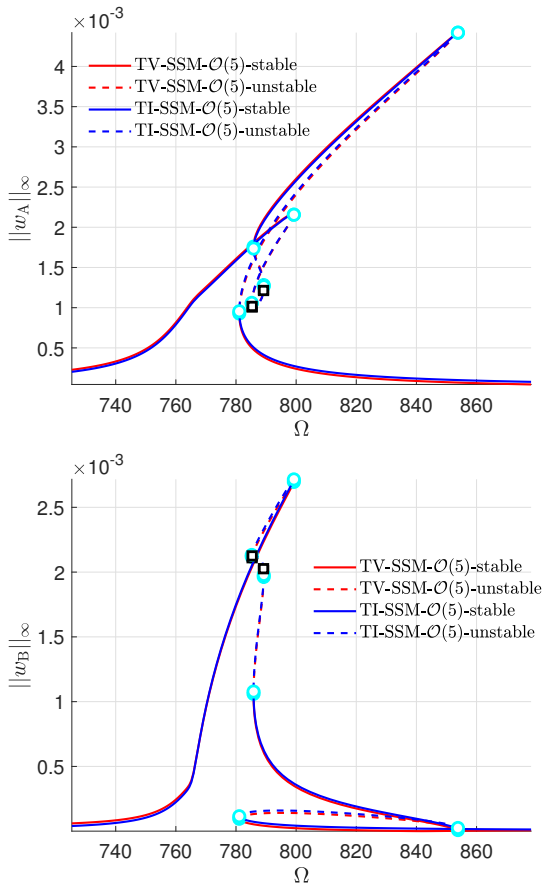 ×10⁻³
4
3.5
3
2.5
2
1.5
1
0.5
||w_A||_∞
TV-SSM-𝒪(5)-stable
TV-SSM-𝒪(5)-unstable
TI-SSM-𝒪(5)-stable
TI-SSM-𝒪(5)-unstable
740 760 780 800 820 840 860
Ω
×10⁻³
2.5
2
1.5
1
0.5
||w_B||_∞
TV-SSM-𝒪(5)-stable
TV-SSM-𝒪(5)-unstable
TI-SSM-𝒪(5)-stable
TI-SSM-𝒪(5)-unstable
740 760 780 800 820 840 860
Ω